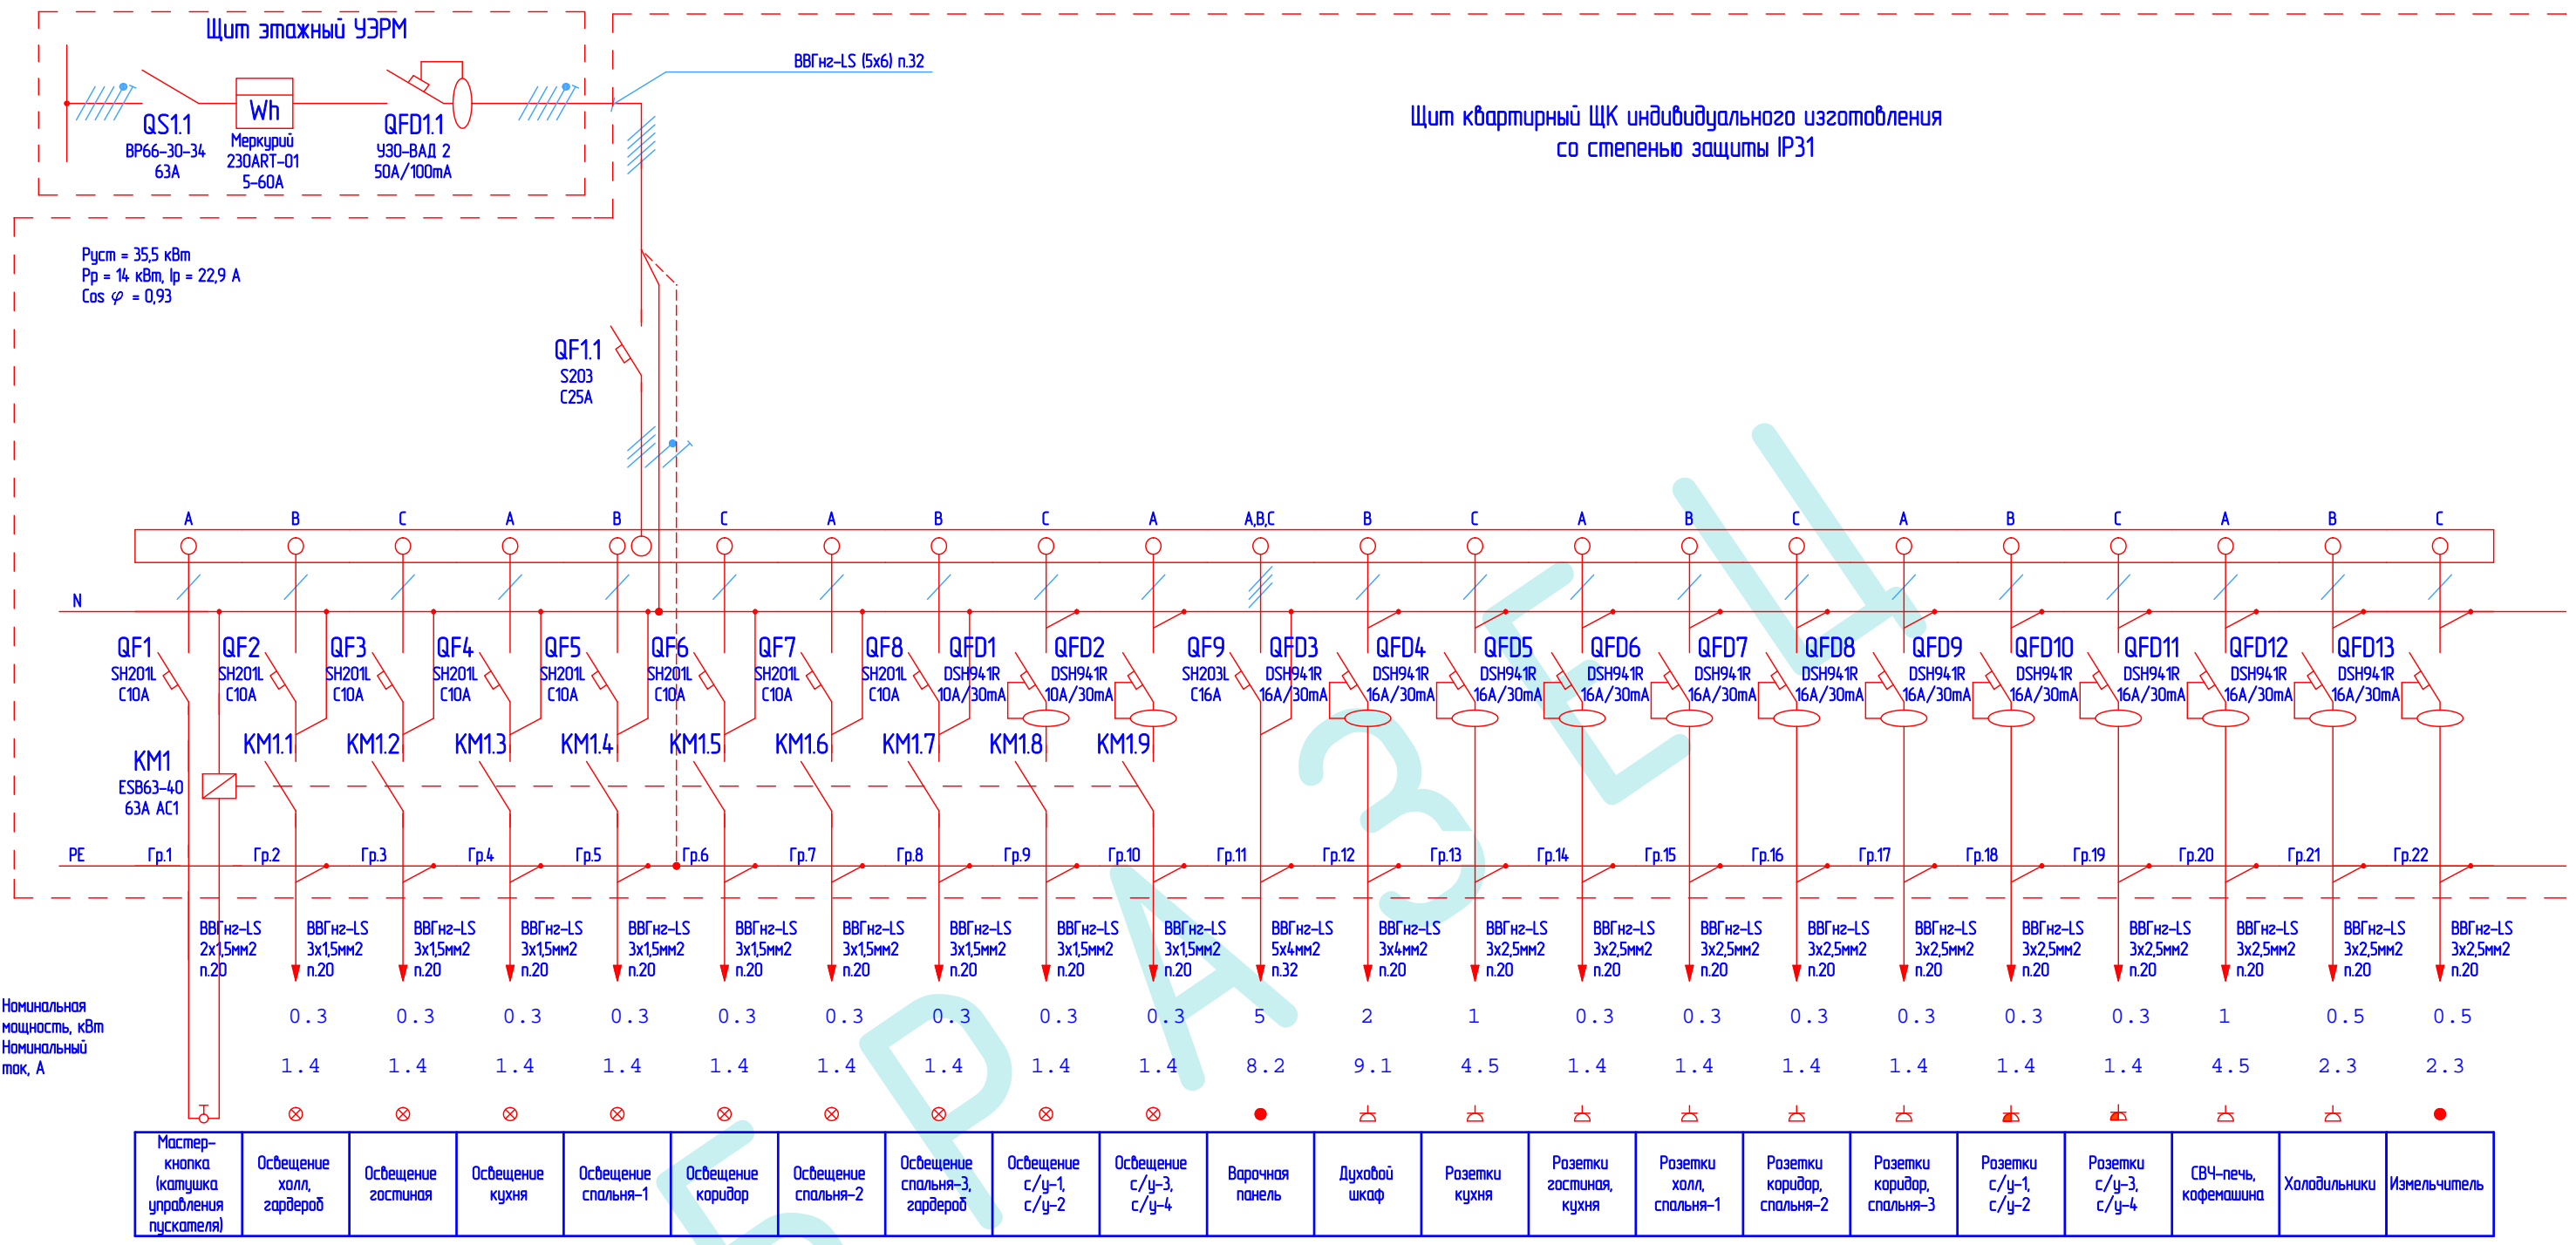 Щит этажный УЭРМ
Wh
QS1.1
ВР66-30-34
63А
Меркурий
230ART-01
5-60А
QFD1.1
УЗО-ВАД 2
50А/100mA
ВВГнг-LS (5х6) п.32
Щит квартирный ЩК индивидуального изготовления
со степенью защиты IP31
Руст = 35,5 кВт
Рр = 14 кВт, Iр = 22,9 А
Cos φ = 0,93
QF1.1
S203
C25A
A B C A B C A B C A A,B,C B C A B C A B C A B C
N
QF1 QF2 QF3 QF4 QF5 QF6 QF7 QF8 QFD1 QFD2 QF9 QFD3 QFD4 QFD5 QFD6 QFD7 QFD8 QFD9 QFD10 QFD11 QFD12 QFD13
SH201L SH201L SH201L SH201L SH201L SH201L SH201L SH201L DSH941R DSH941R SH203L DSH941R DSH941R DSH941R DSH941R DSH941R DSH941R DSH941R DSH941R DSH941R DSH941R DSH941R
C10A C10A C10A C10A C10A C10A C10A C10A 10A/30mA 10A/30mA C16A 16A/30mA 16A/30mA 16A/30mA 16A/30mA 16A/30mA 16A/30mA 16A/30mA 16A/30mA 16A/30mA 16A/30mA 16A/30mA
KM1.1 KM1.2 KM1.3 KM1.4 KM1.5 KM1.6 KM1.7 KM1.8 KM1.9
KM1
ESB63-40
63A AC1
PE Гр.1 Гр.2 Гр.3 Гр.4 Гр.5 Гр.6 Гр.7 Гр.8 Гр.9 Гр.10 Гр.11 Гр.12 Гр.13 Гр.14 Гр.15 Гр.16 Гр.17 Гр.18 Гр.19 Гр.20 Гр.21 Гр.22
ВВГнг-LS ВВГнг-LS ВВГнг-LS ВВГнг-LS ВВГнг-LS ВВГнг-LS ВВГнг-LS ВВГнг-LS ВВГнг-LS ВВГнг-LS ВВГнг-LS ВВГнг-LS ВВГнг-LS ВВГнг-LS ВВГнг-LS ВВГнг-LS ВВГнг-LS ВВГнг-LS ВВГнг-LS ВВГнг-LS ВВГнг-LS ВВГнг-LS
2х1,5мм2 3х1,5мм2 3х1,5мм2 3х1,5мм2 3х1,5мм2 3х1,5мм2 3х1,5мм2 3х1,5мм2 3х1,5мм2 3х1,5мм2 5х4мм2 3х4мм2 3х2,5мм2 3х2,5мм2 3х2,5мм2 3х2,5мм2 3х2,5мм2 3х2,5мм2 3х2,5мм2 3х2,5мм2 3х2,5мм2 3х2,5мм2
п.20 п.20 п.20 п.20 п.20 п.20 п.20 п.20 п.20 п.20 п.32 п.20 п.20 п.20 п.20 п.20 п.20 п.20 п.20 п.20 п.20 п.20
Номинальная
мощность, кВт
0.3 0.3 0.3 0.3 0.3 0.3 0.3 0.3 0.3 5 2 1 0.3 0.3 0.3 0.3 0.3 0.3 1 0.5 0.5
Номинальный
ток, А
1.4 1.4 1.4 1.4 1.4 1.4 1.4 1.4 1.4 8.2 9.1 4.5 1.4 1.4 1.4 1.4 1.4 1.4 4.5 2.3 2.3
Мастер-
кнопка
(катушка
управления
пускателя)
Освещение
холл,
гардероб
Освещение
гостиная
Освещение
кухня
Освещение
спальня-1
Освещение
коридор
Освещение
спальня-2
Освещение
спальня-3,
гардероб
Освещение
с/у-1,
с/у-2
Освещение
с/у-3,
с/у-4
Варочная
панель
Духовой
шкаф
Розетки
кухня
Розетки
гостиная,
кухня
Розетки
холл,
спальня-1
Розетки
коридор,
спальня-2
Розетки
коридор,
спальня-3
Розетки
с/у-1,
с/у-2
Розетки
с/у-3,
с/у-4
СВЧ-печь,
кофемашина
Холодильники
Измельчитель
БРАЗЕЦ